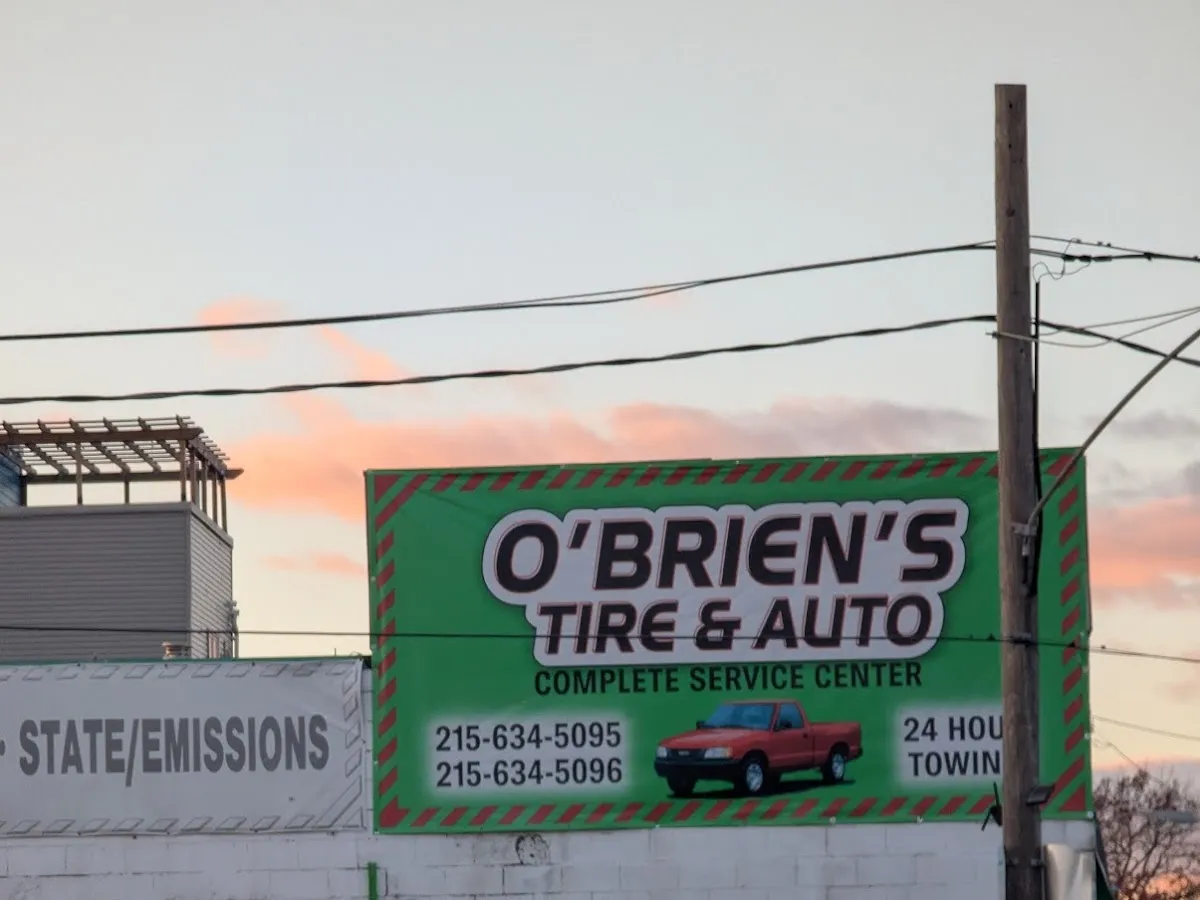 O'BRIEN'S
TIRE & AUTO
COMPLETE SERVICE CENTER
215-634-5095
215-634-5096
24 HOU
TOWIN
• STATE/EMISSIONS